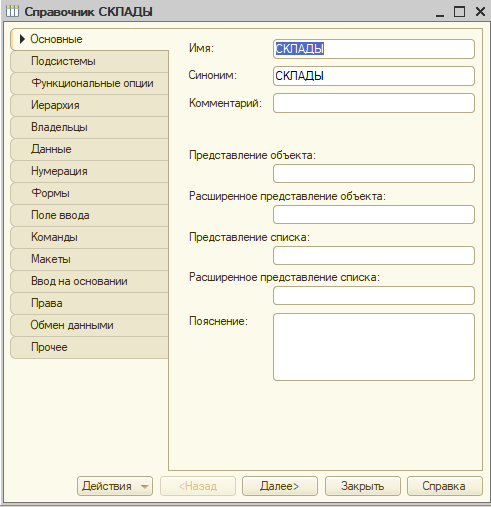 Справочник СКЛАДЫ
Основные
Подсистемы
Функциональные опции
Иерархия
Владельцы
Данные
Нумерация
Формы
Поле ввода
Команды
Макеты
Ввод на основании
Права
Обмен данными
Прочее
Имя: СКЛАДЫ
Синоним: СКЛАДЫ
Комментарий:
Представление объекта:
Расширенное представление объекта:
Представление списка:
Расширенное представление списка:
Пояснение:
Действия <Назад Далее> Закрыть Справка